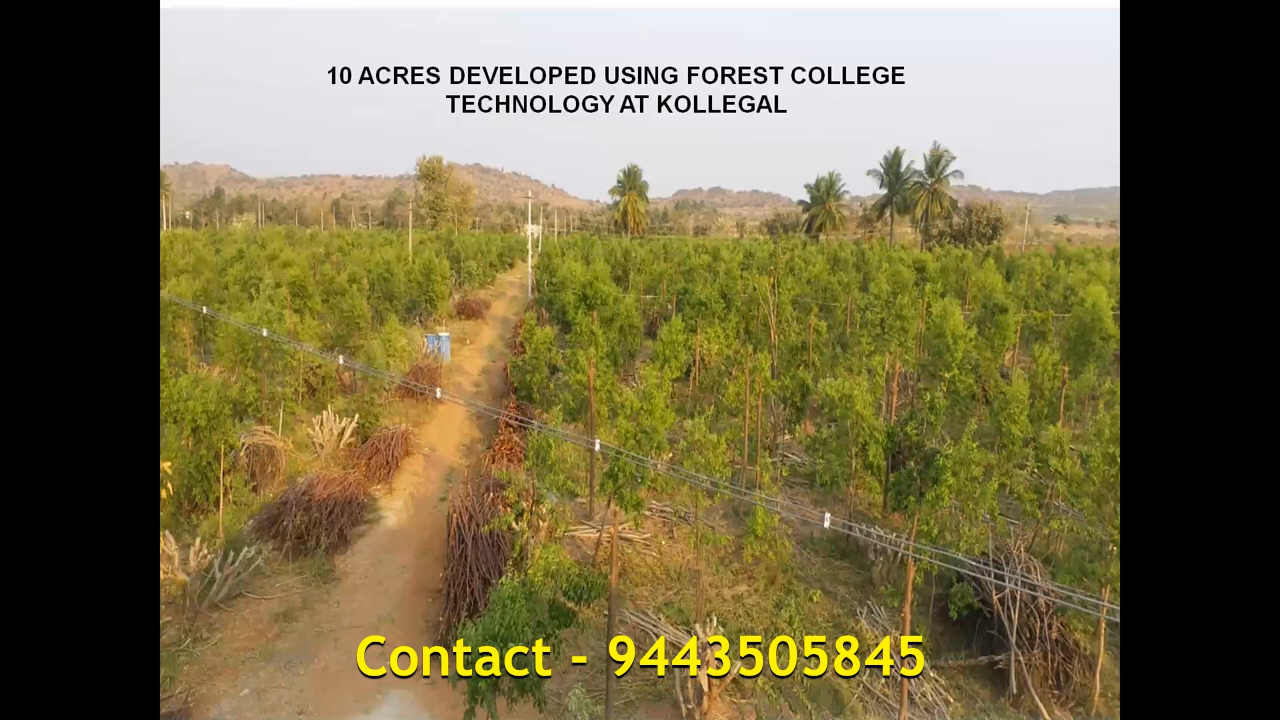 10 ACRES DEVELOPED USING FOREST COLLEGE
TECHNOLOGY AT KOLLEGAL
Contact - 9443505845